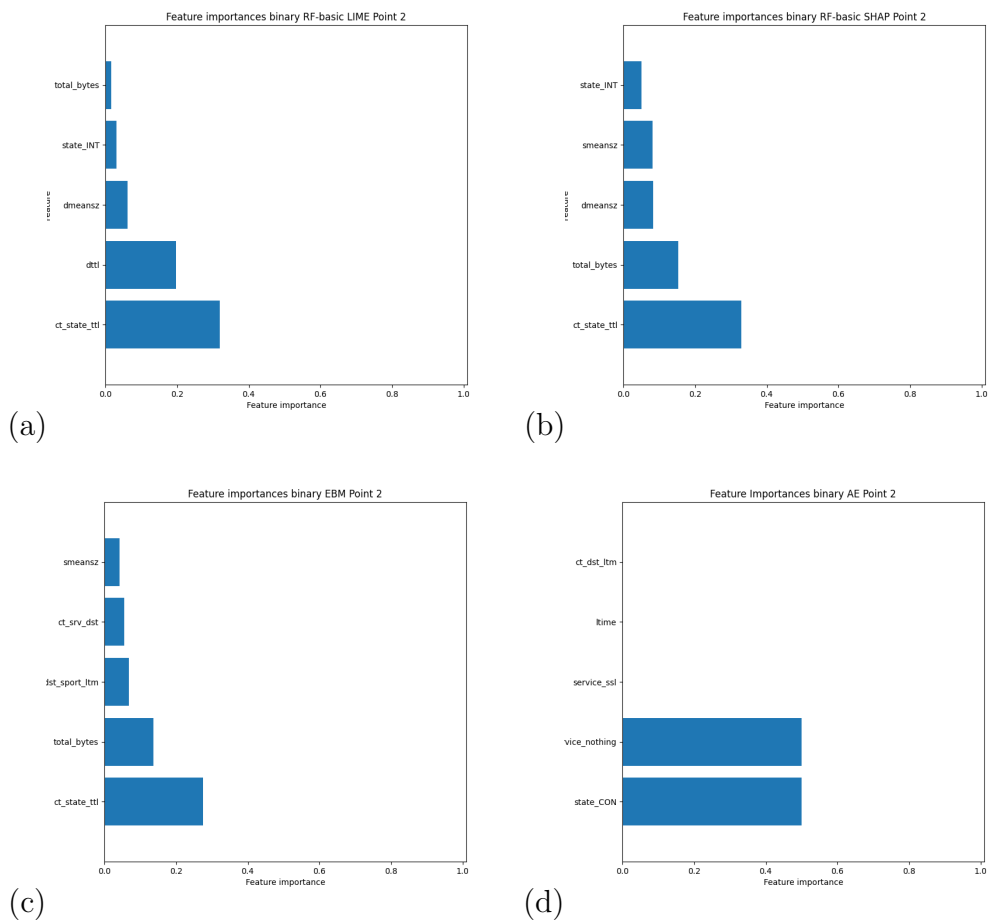 Feature importances binary RF-basic LIME Point 2
total_bytes
state_INT
dmeansz
dttl
ct_state_ttl
0.0 0.2 0.4 0.6 0.8 1.0
Feature importance
(a)
Feature importances binary RF-basic SHAP Point 2
Feature
state_INT
smeansz
dmeansz
total_bytes
ct_state_ttl
0.0 0.2 0.4 0.6 0.8 1.0
Feature importance
(b)
Feature importances binary EBM Point 2
smeansz
ct_srv_dst
dst_sport_ltm
total_bytes
ct_state_ttl
0.0 0.2 0.4 0.6 0.8 1.0
Feature importance
(c)
Feature Importances binary AE Point 2
ct_dst_ltm
ltime
service_ssl
vice_nothing
state_CON
0.0 0.2 0.4 0.6 0.8 1.0
Feature importance
(d)